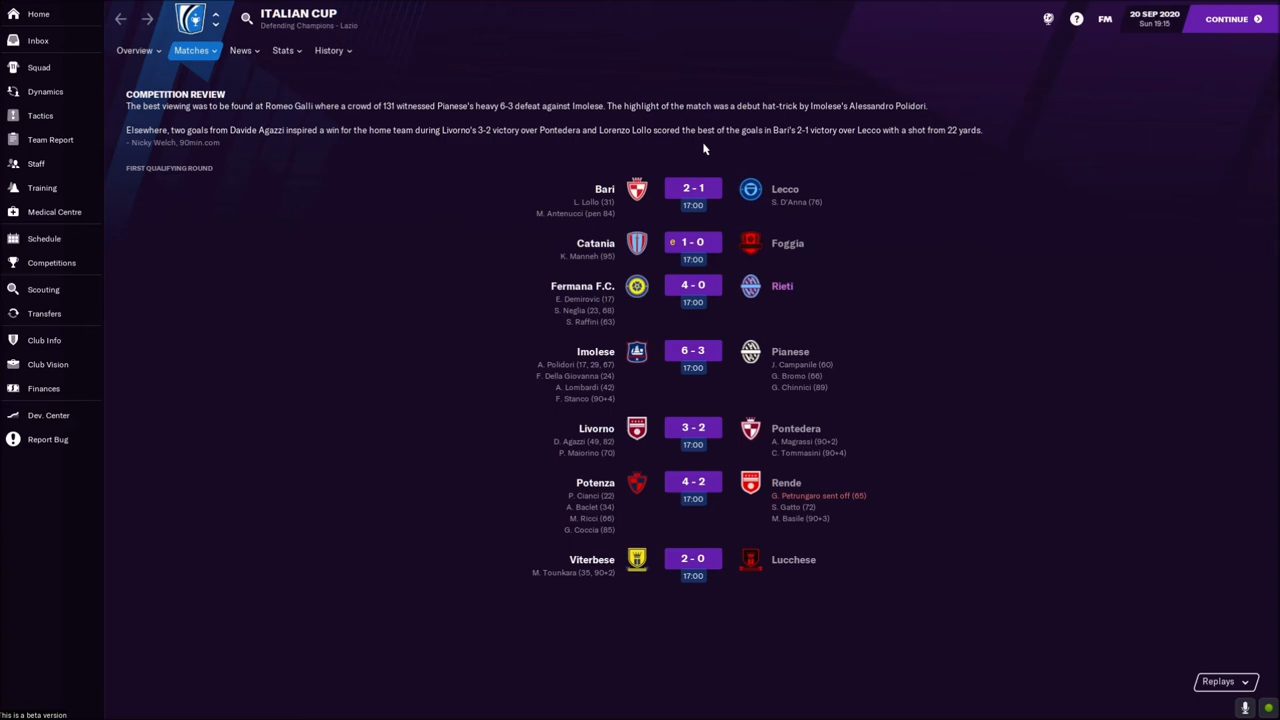 Home
Inbox
Squad
Dynamics
Tactics
Team Report
Staff
Training
Medical Centre
Schedule
Competitions
Scouting
Transfers
Club Info
Club Vision
Finances
Dev. Center
Report Bug
This is a beta version
ITALIAN CUP
Defending Champions - Lazio
? FM 20 SEP 2020 CONTINUE
Sun 19:15
Overview Matches News Stats History
COMPETITION REVIEW
The best viewing was to be found at Romeo Galli where a crowd of 131 witnessed Pianese's heavy 6-3 defeat against Imolese. The highlight of the match was a debut hat-trick by Imolese's Alessandro Polidori.
Elsewhere, two goals from Davide Agazzi inspired a win for the home team during Livorno's 3-2 victory over Pontedera and Lorenzo Lollo scored the best of the goals in Bari's 2-1 victory over Lecco with a shot from 22 yards.
- Nicky Welch, 90min.com
FIRST QUALIFYING ROUND
Bari 2 - 1 Lecco
L. Lollo (31) 17:00 S. D'Anna (76)
M. Antenucci (pen 84)
Catania e 1 - 0 Foggia
K. Manneh (95) 17:00
Fermana F.C. 4 - 0 Rieti
E. Demirovic (17) 17:00
S. Neglia (23, 68)
S. Raffini (63)
Imolese 6 - 3 Pianese
A. Polidori (17, 29, 67) 17:00 J. Campanile (60)
F. Della Giovanna (24) G. Bromo (66)
A. Lombardi (42) G. Chinnici (89)
F. Stanco (90+4)
Livorno 3 - 2 Pontedera
D. Agazzi (49, 82) 17:00 A. Magrassi (90+2)
P. Maiorino (70) C. Tommasini (90+4)
Potenza 4 - 2 Rende
P. Cianci (22) 17:00 G. Petrungaro sent off (65)
A. Baclet (34) S. Gatto (72)
M. Ricci (66) M. Basile (90+3)
G. Coccia (85)
Viterbese 2 - 0 Lucchese
M. Tounkara (35, 90+2) 17:00
Replays